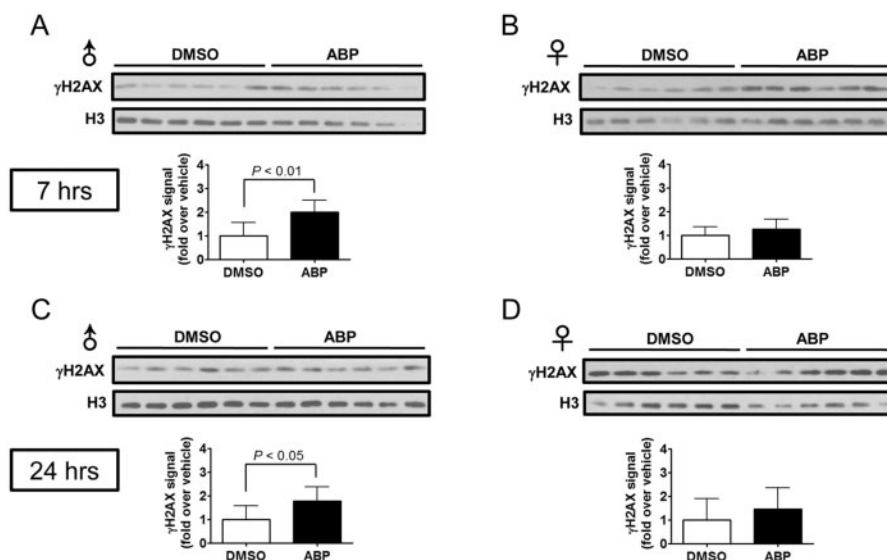 A
♂
DMSO ABP
γH2AX
H3
7 hrs
γH2AX signal
(fold over vehicle)
4
3
2
1
0
P < 0.01
DMSO ABP
B
♀
DMSO ABP
γH2AX
H3
γH2AX signal
(fold over vehicle)
4
3
2
1
0
DMSO ABP
C
♂
DMSO ABP
γH2AX
H3
24 hrs
γH2AX signal
(fold over vehicle)
4
3
2
1
0
P < 0.05
DMSO ABP
D
♀
DMSO ABP
γH2AX
H3
γH2AX signal
(fold over vehicle)
4
3
2
1
0
DMSO ABP